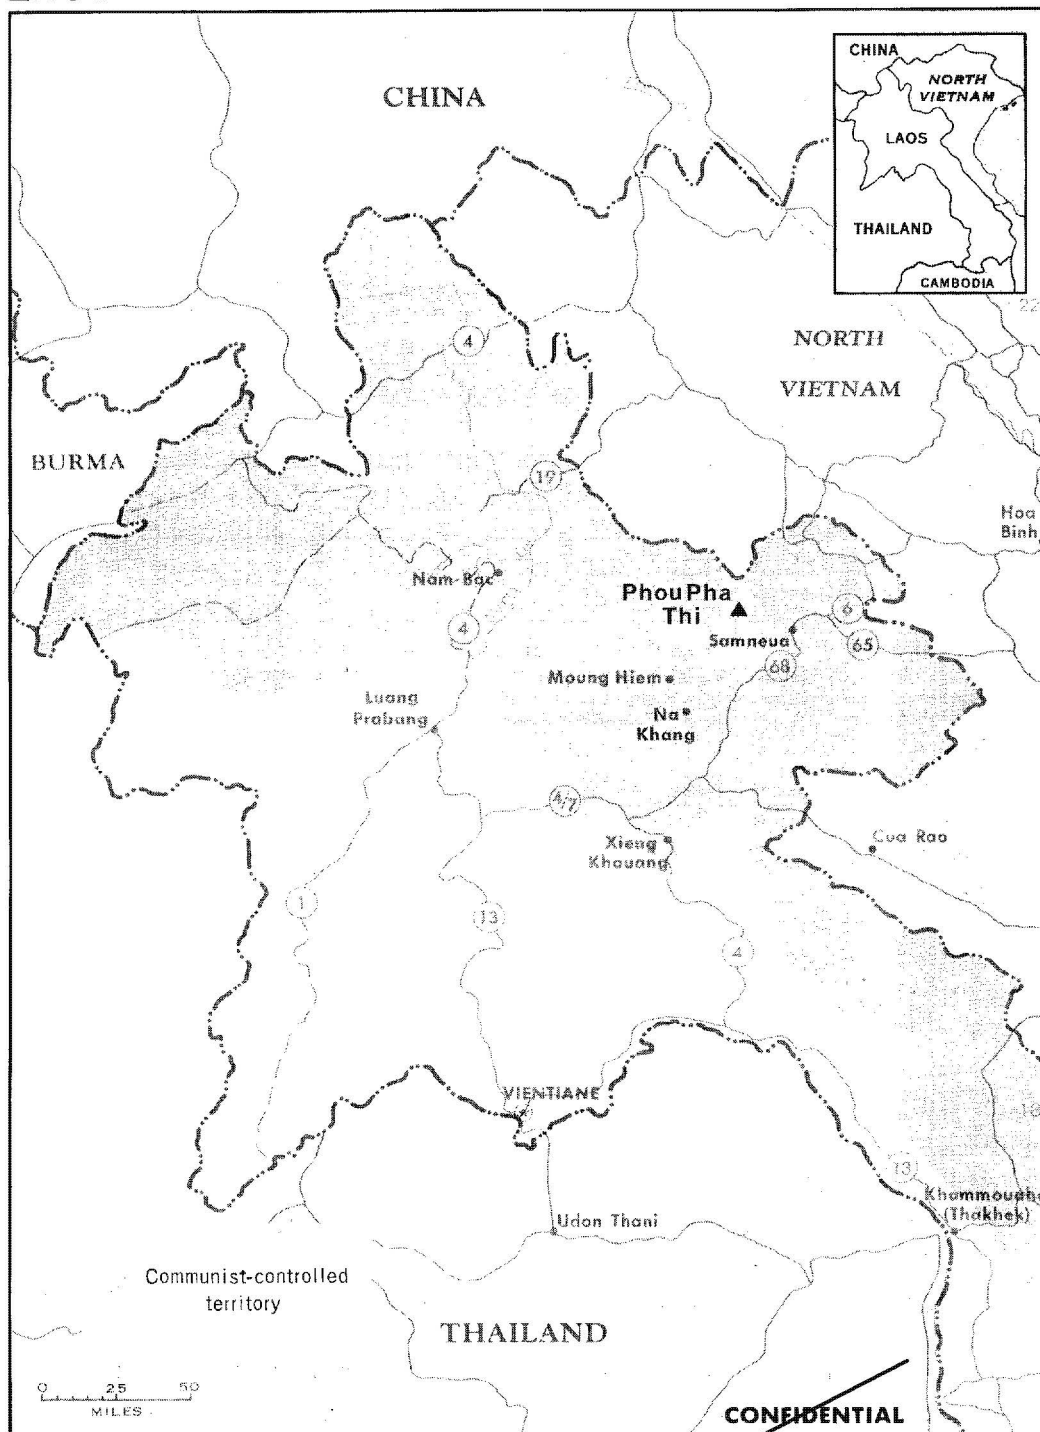 CHINA
CHINA
NORTH
VIETNAM
LAOS
THAILAND
CAMBODIA
22
4
NORTH
VIETNAM
BURMA
19
Hoa
Binh
Nam Bac
Phou Pha
Thi
6
4
Samneua
65
68
Moung Hiem
Luang
Prabang
Na
Khang
4/7
Xieng
Khouang
Cua Rao
1
13
4
VIENTIANE
18
13
Khammouane
(Thakhek)
Udon Thani
Communist-controlled
territory
THAILAND
0 25 50
MILES
CONFIDENTIAL